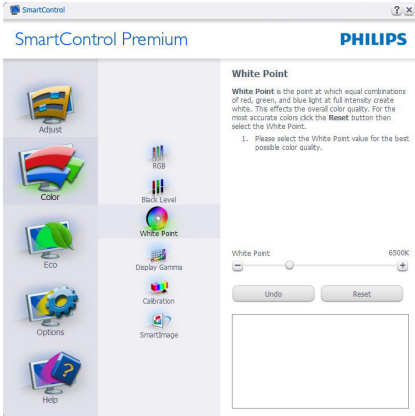 SmartControl
SmartControl Premium
PHILIPS
Adjust
Color
Eco
Options
Help
RGB
Black Level
White Point
Display Gamma
Calibration
SmartImage
White Point
White Point is the point at which equal combinations
of red, green, and blue light at full intensity create
white. This effects the overall color quality. For the
most accurate colors click the Reset button then
select the White Point.
1. Please select the White Point value for the best
possible color quality.
White Point 6500K
Undo Reset